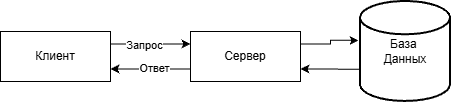 Клиент
Запрос
Ответ
Сервер
База
Данных